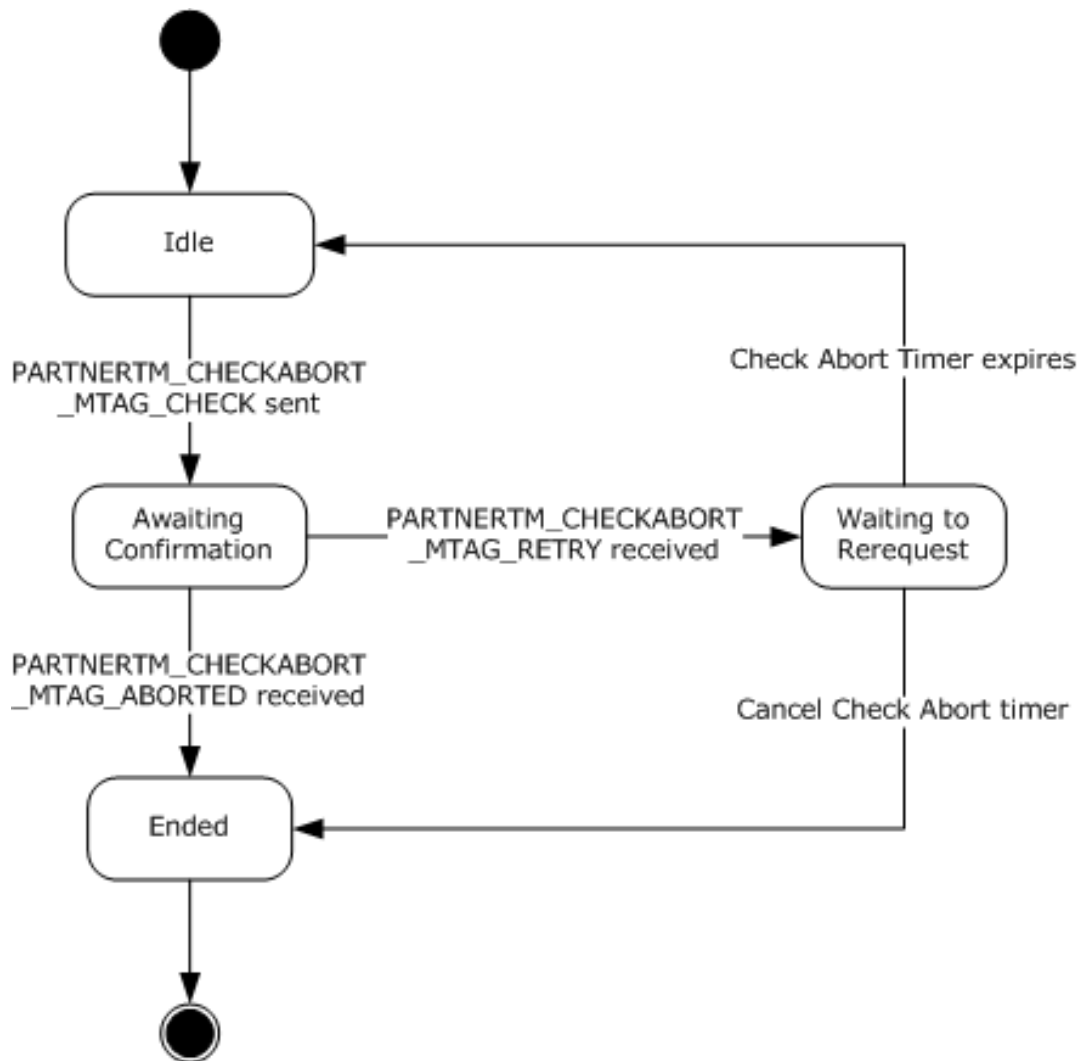 Idle
PARTNERTM_CHECKABORT
_MTAG_CHECK sent
Check Abort Timer expires
Awaiting
Confirmation
PARTNERTM_CHECKABORT
_MTAG_RETRY received
Waiting to
Rerequest
PARTNERTM_CHECKABORT
_MTAG_ABORTED received
Cancel Check Abort timer
Ended